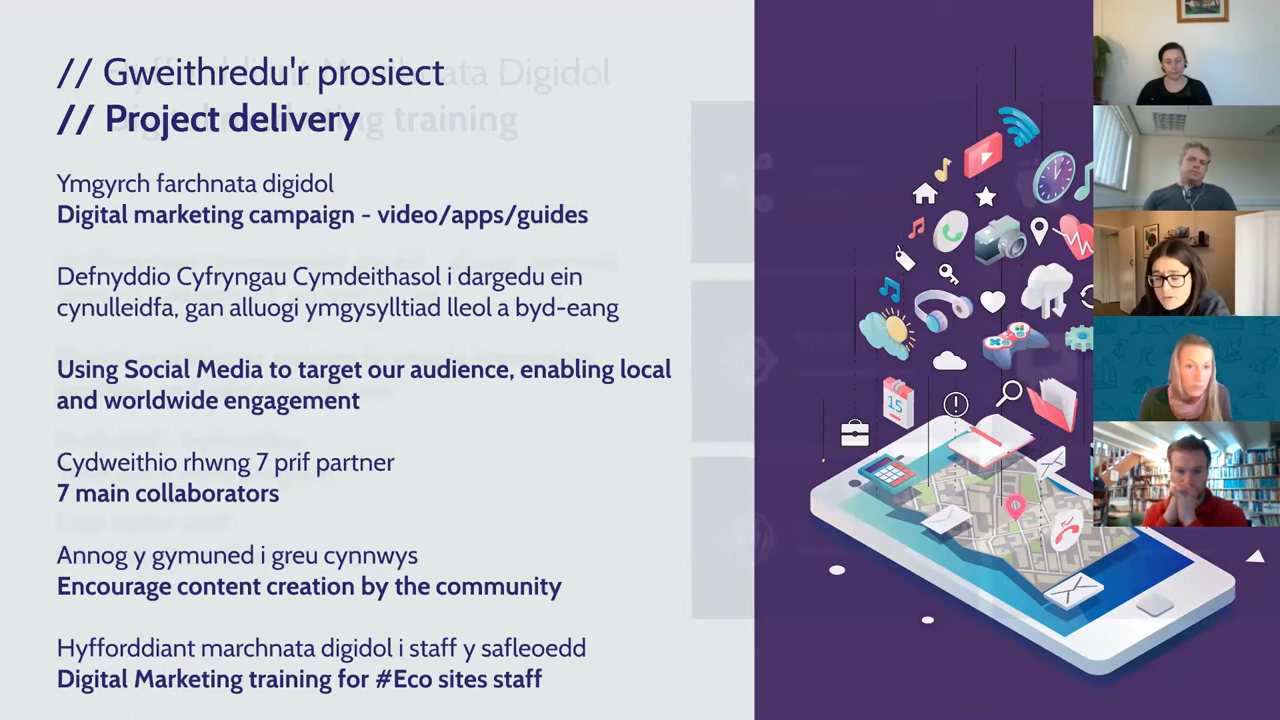 // Gweithredu'r prosiect
// Project delivery
Ymgyrch farchnata digidol
Digital marketing campaign - video/apps/guides
Defnyddio Cyfryngau Cymdeithasol i dargedu ein
cynulleidfa, gan alluogi ymgysylltiad lleol a byd-eang
Using Social Media to target our audience, enabling local
and worldwide engagement
Cydweithio rhwng 7 prif partner
7 main collaborators
Annog y gymuned i greu cynnwys
Encourage content creation by the community
Hyfforddiant marchnata digidol i staff y safleoedd
Digital Marketing training for #Eco sites staff
15